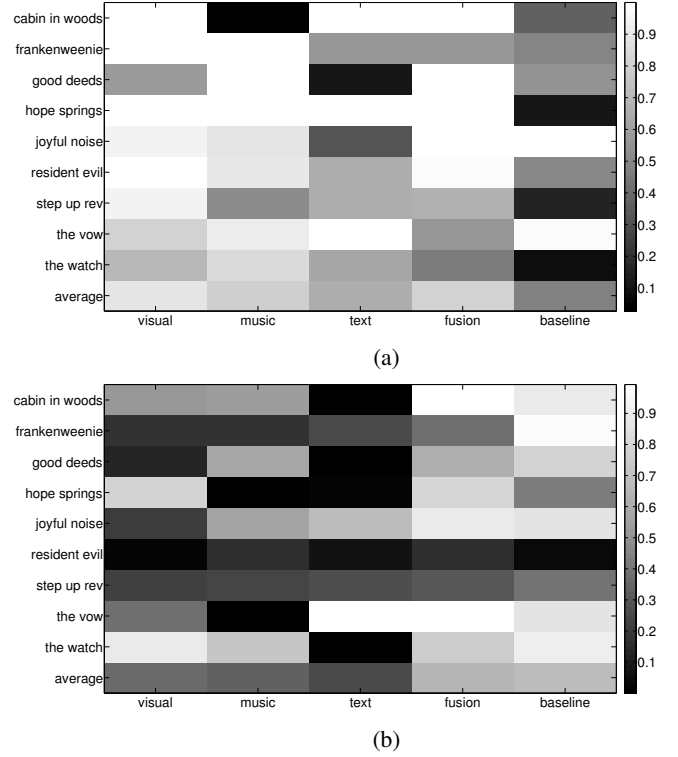 cabin in woods
frankenweenie
good deeds
hope springs
joyful noise
resident evil
step up rev
the vow
the watch
average
visual music text fusion baseline
0.9
0.8
0.7
0.6
0.5
0.4
0.3
0.2
0.1
(a)
cabin in woods
frankenweenie
good deeds
hope springs
joyful noise
resident evil
step up rev
the vow
the watch
average
visual music text fusion baseline
0.9
0.8
0.7
0.6
0.5
0.4
0.3
0.2
0.1
(b)